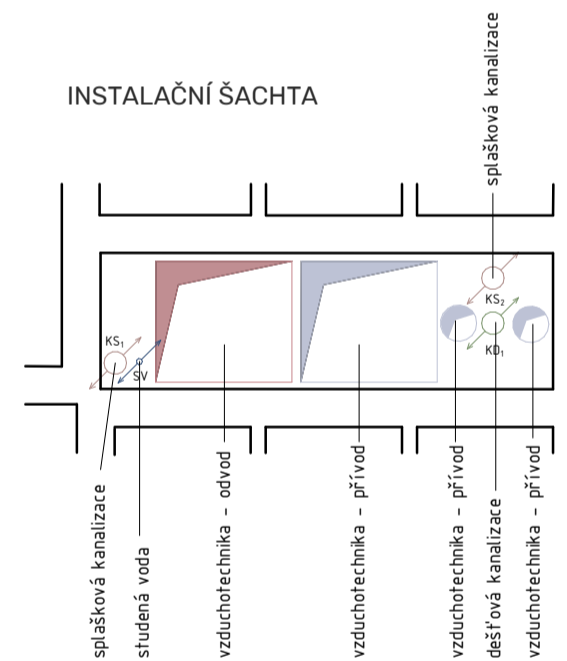 INSTALAČNÍ ŠACHTA
splašková kanalizace
KS₁
SV
KS₂
KD₁
splašková kanalizace
studená voda
vzduchotechnika - odvod
vzduchotechnika - přívod
vzduchotechnika - přívod
dešťová kanalizace
vzduchotechnika - přívod